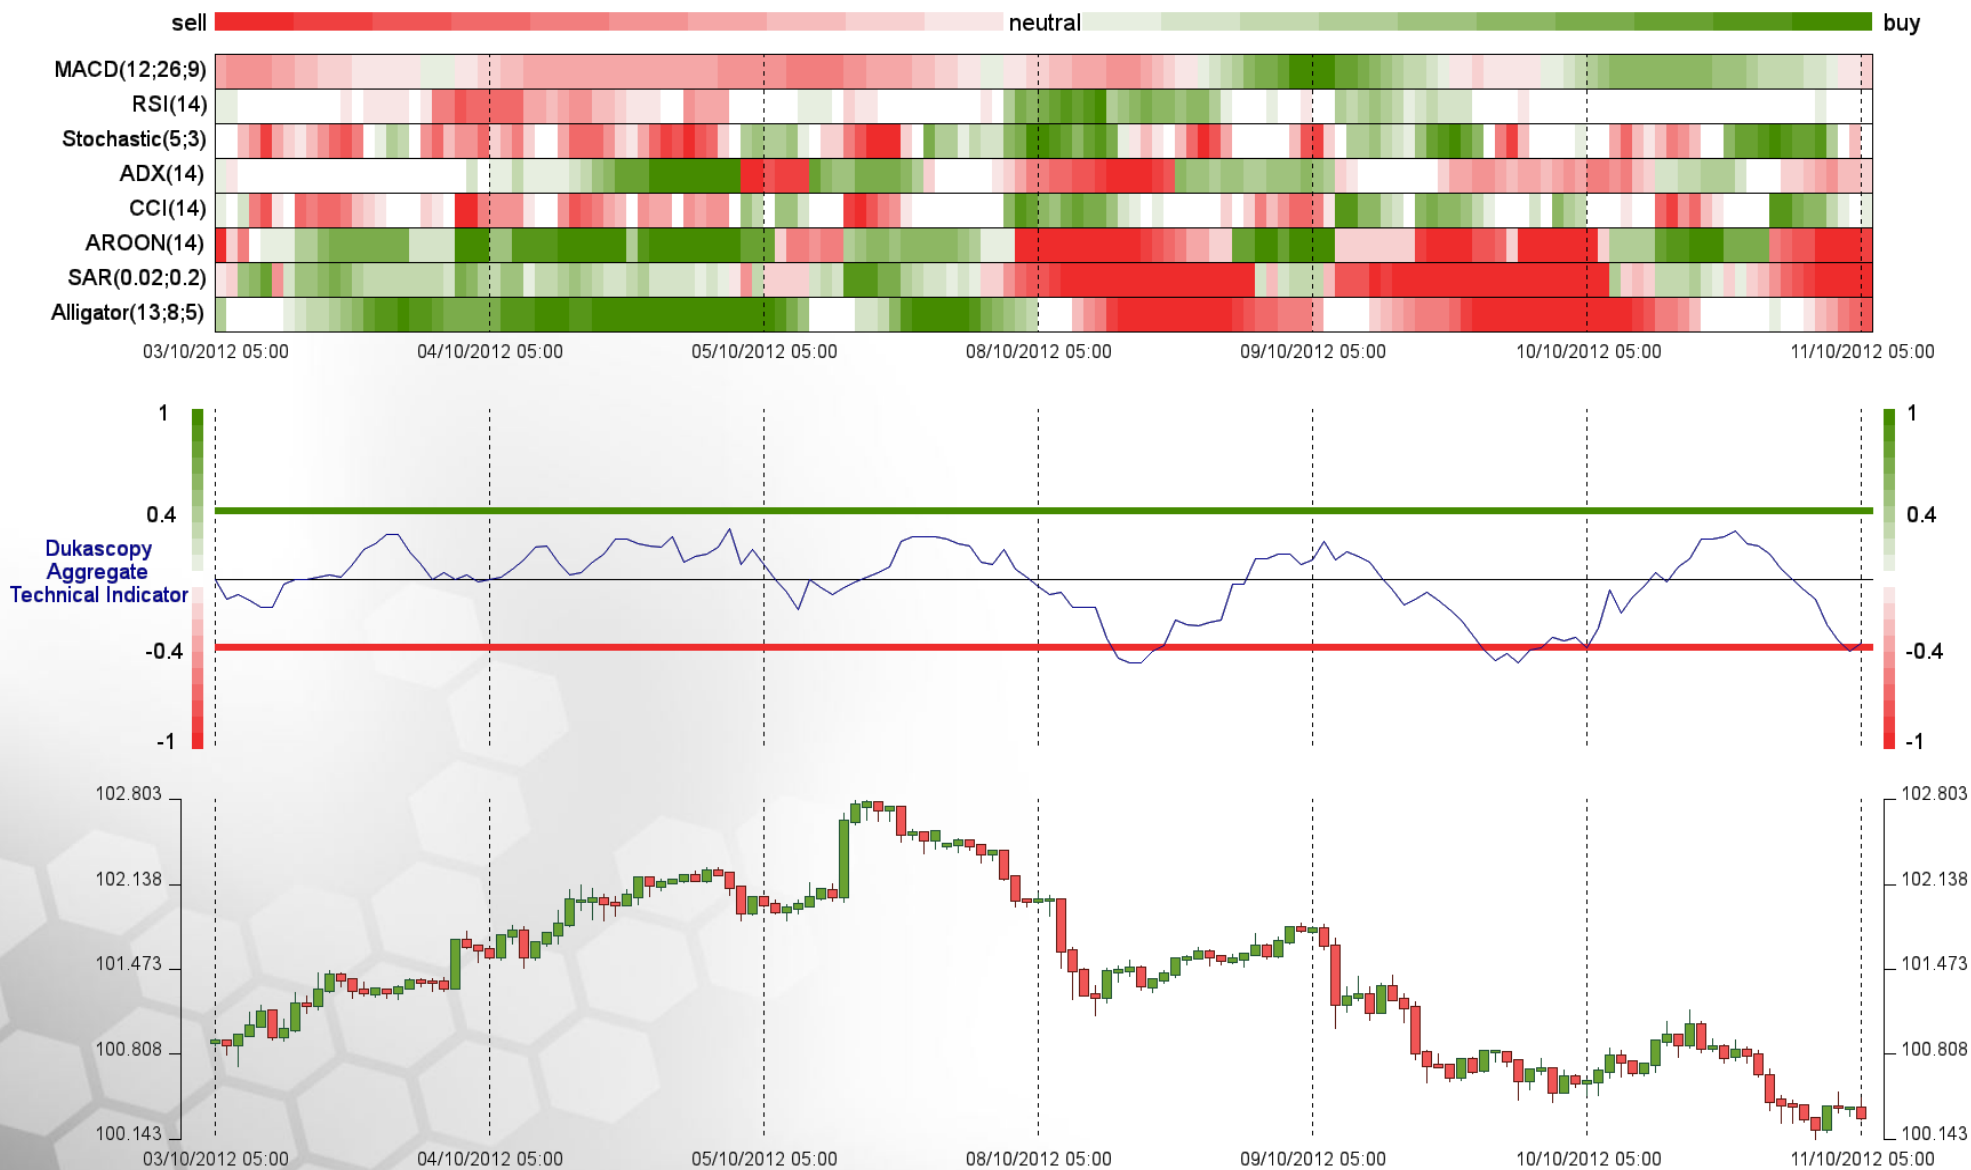 sell neutral buy
MACD(12;26;9)
RSI(14)
Stochastic(5;3)
ADX(14)
CCI(14)
AROON(14)
SAR(0.02;0.2)
Alligator(13;8;5)
03/10/2012 05:00 04/10/2012 05:00 05/10/2012 05:00 08/10/2012 05:00 09/10/2012 05:00 10/10/2012 05:00 11/10/2012 05:00
1 1
0.4 0.4
Dukascopy
Aggregate
Technical Indicator
-0.4 -0.4
-1 -1
102.803 102.803
102.138 102.138
101.473 101.473
100.808 100.808
100.143 100.143
03/10/2012 05:00 04/10/2012 05:00 05/10/2012 05:00 08/10/2012 05:00 09/10/2012 05:00 10/10/2012 05:00 11/10/2012 05:00